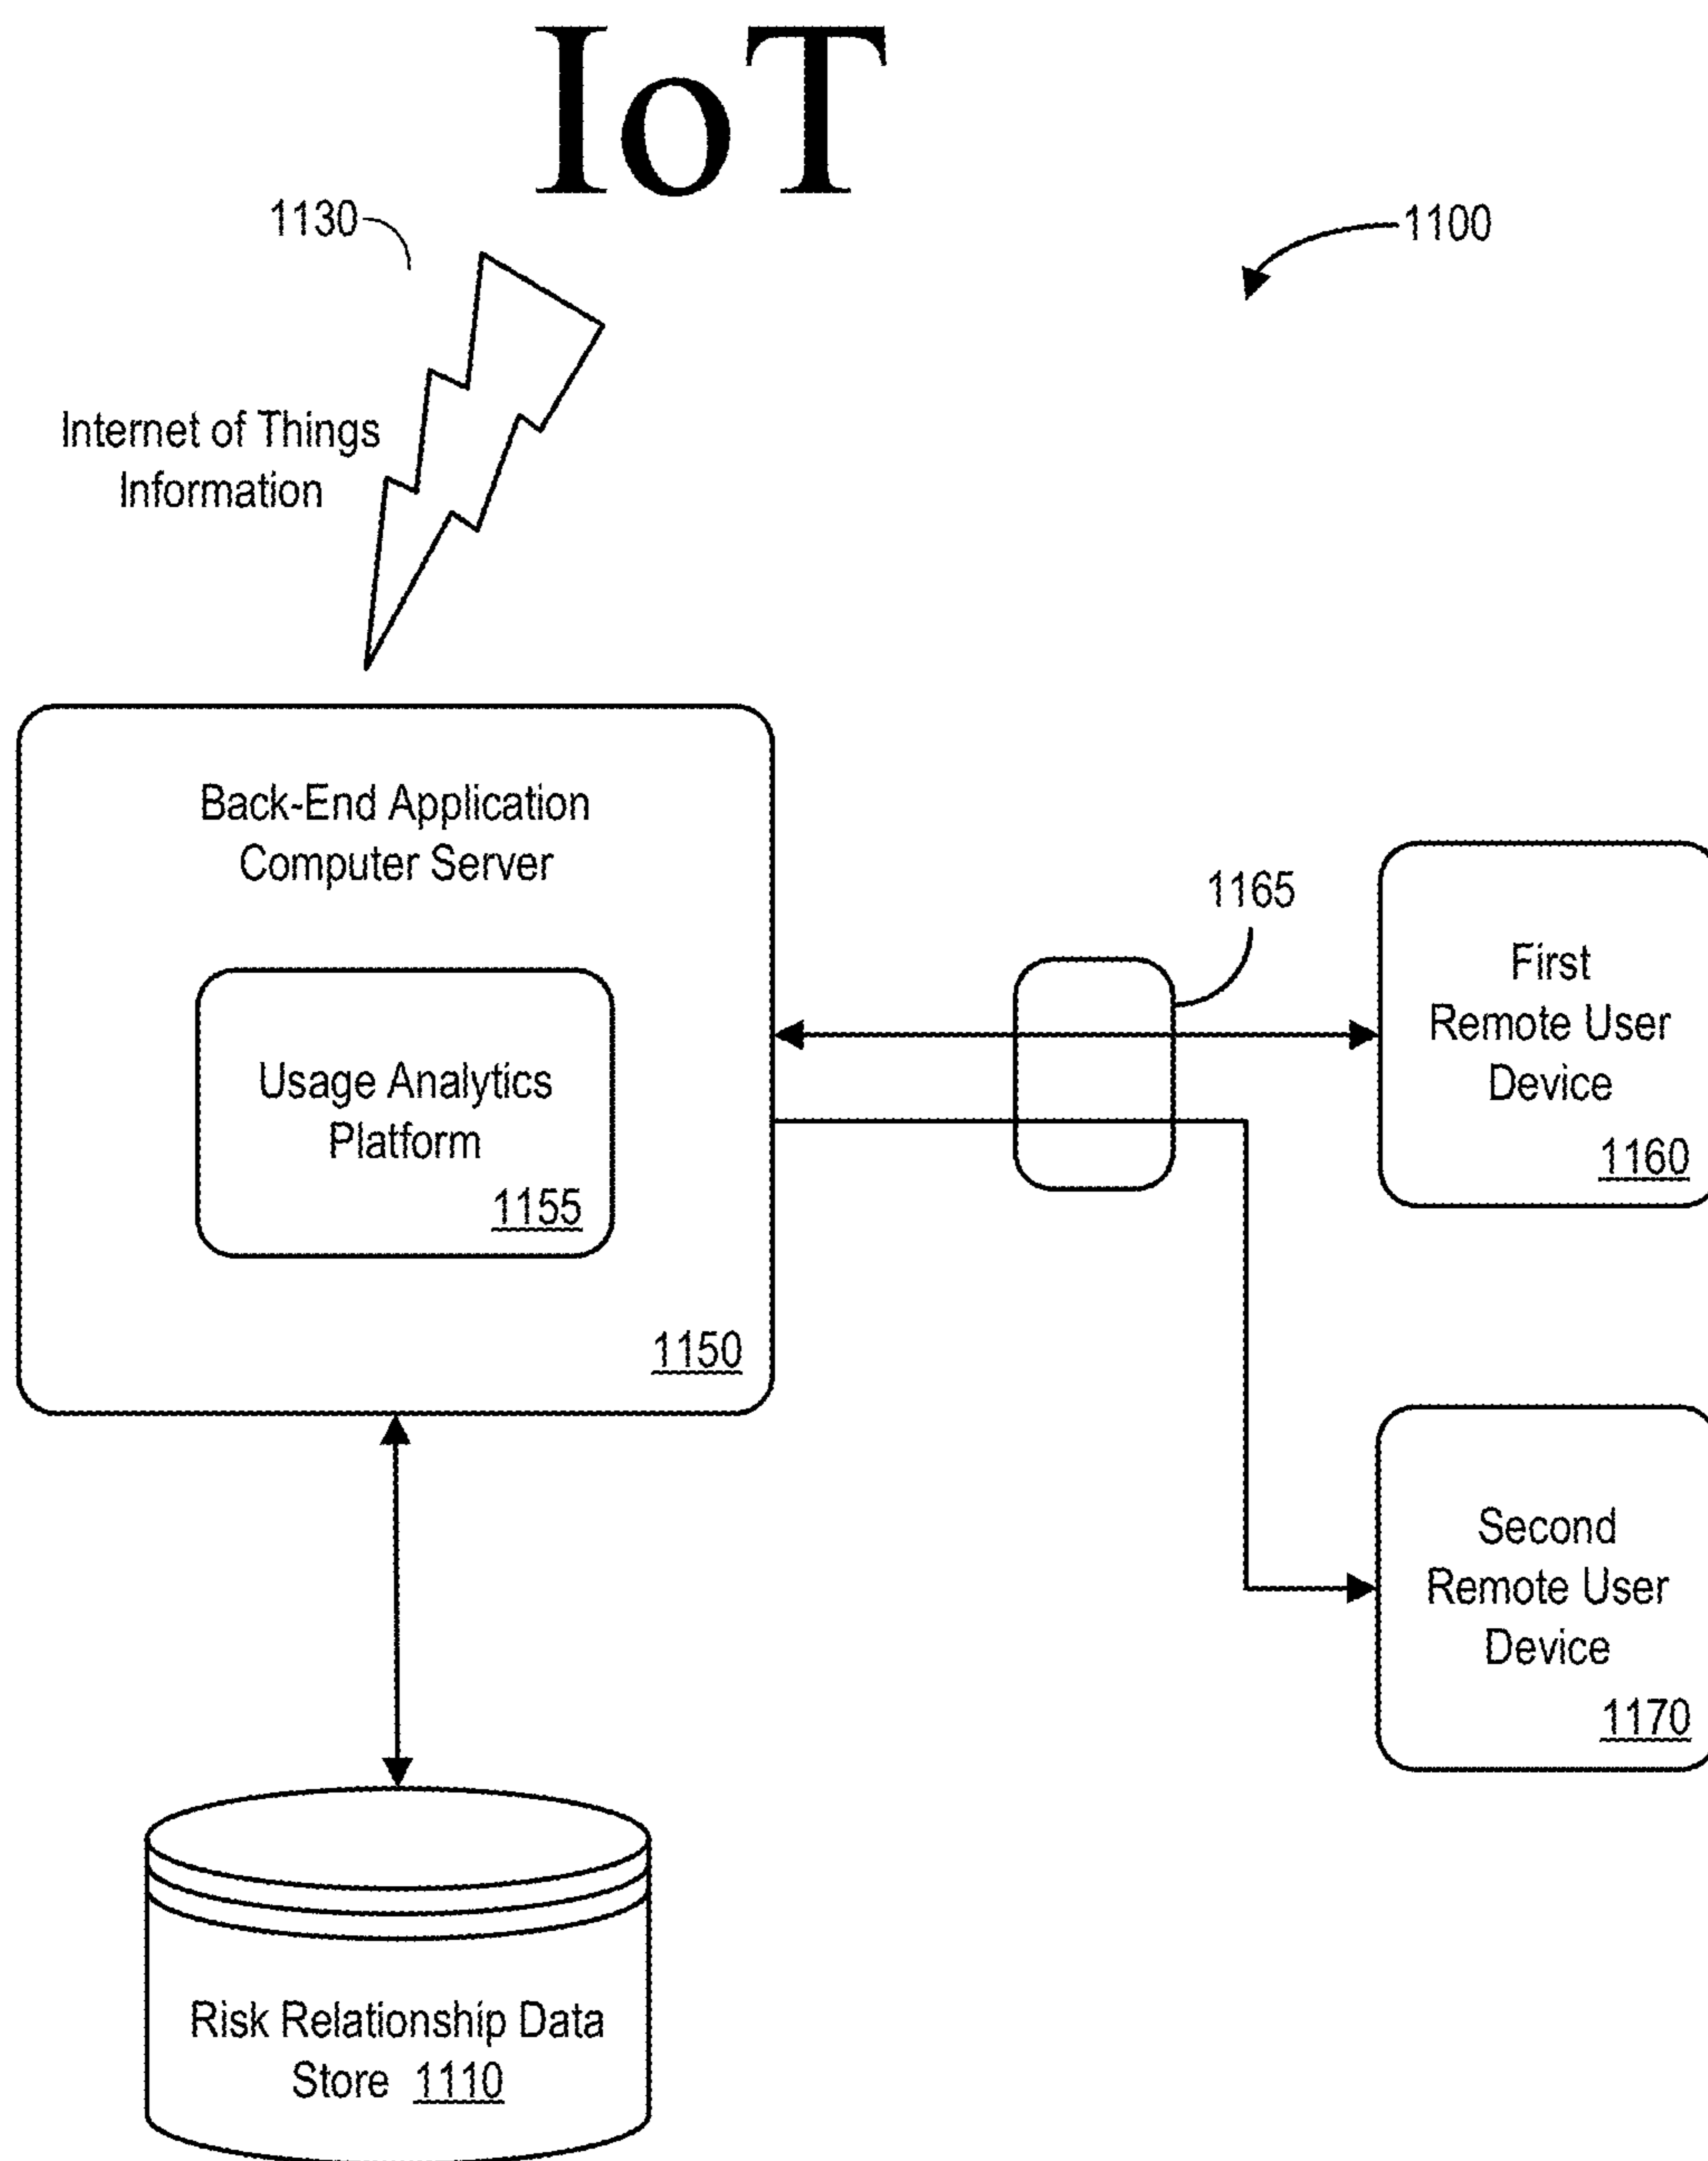 IoT
1130
1100
Internet of Things
Information
Back-End Application
Computer Server
1165
First
Remote User
Device
1160
Usage Analytics
Platform
1155
1150
Second
Remote User
Device
1170
Risk Relationship Data
Store 1110